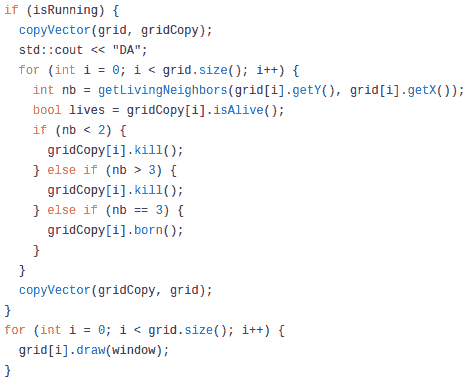 if (isRunning) {
  copyVector(grid, gridCopy);
  std::cout << "DA";
  for (int i = 0; i < grid.size(); i++) {
    int nb = getLivingNeighbors(grid[i].getY(), grid[i].getX());
    bool lives = gridCopy[i].isAlive();
    if (nb < 2) {
      gridCopy[i].kill();
    } else if (nb > 3) {
      gridCopy[i].kill();
    } else if (nb == 3) {
      gridCopy[i].born();
    }
  }
  copyVector(gridCopy, grid);
}
for (int i = 0; i < grid.size(); i++) {
  grid[i].draw(window);
}